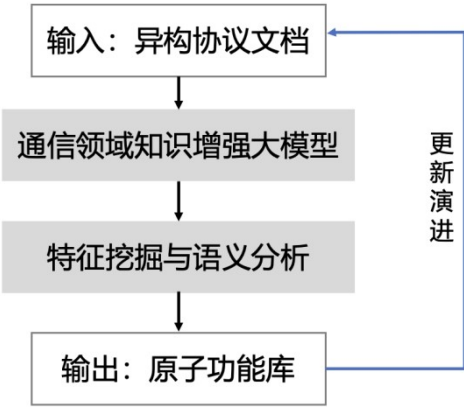 输入：异构协议文档
通信领域知识增强大模型
特征挖掘与语义分析
输出：原子功能库
更新演进